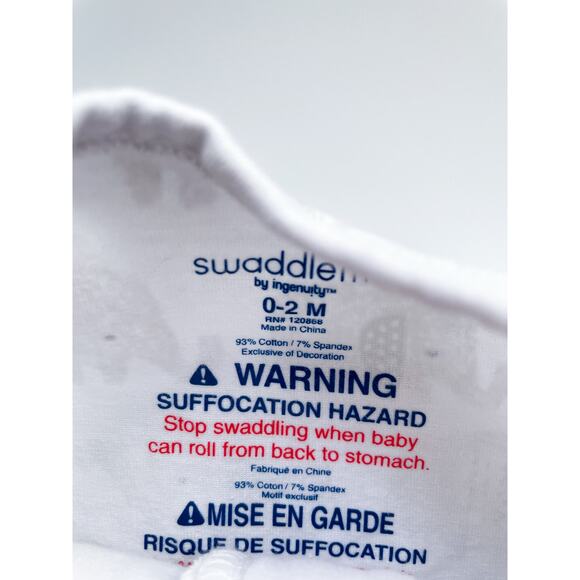 swaddleme
by ingenuity™
0-2 M
RN# 120868
Made in China
93% Cotton / 7% Spandex
Exclusive of Decoration
⚠ WARNING
SUFFOCATION HAZARD
Stop swaddling when baby
can roll from back to stomach.
Fabriqué en Chine
93% Coton / 7% Spandex
Motif exclusif
⚠MISE EN GARDE
RISQUE DE SUFFOCATION